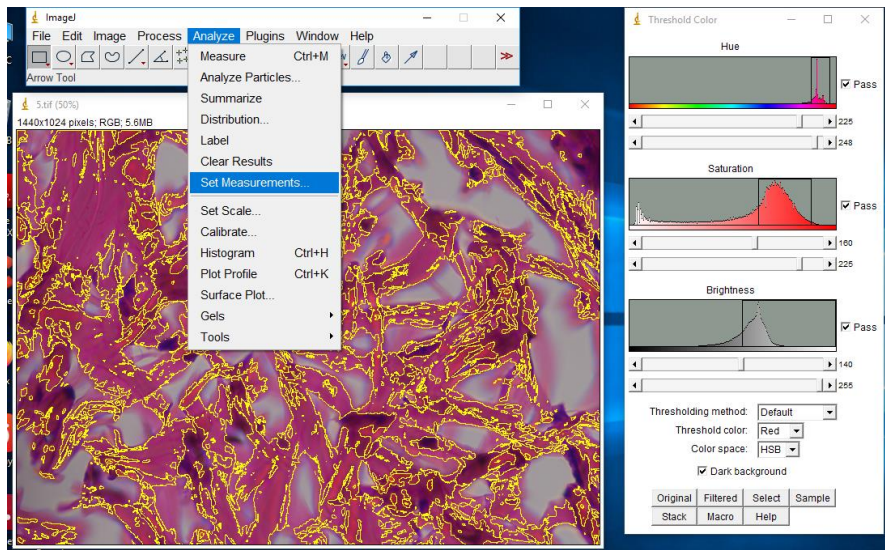 ImageJ
File Edit Image Process Analyze Plugins Window Help
Arrow Tool
Measure Ctrl+M
Analyze Particles...
Summarize
Distribution...
Label
Clear Results
Set Measurements...
Set Scale...
Calibrate...
Histogram Ctrl+H
Plot Profile Ctrl+K
Surface Plot...
Gels
Tools
5.tif (50%)
1440x1024 pixels; RGB; 5.6MB
Threshold Color
Hue
Pass
225
248
Saturation
Pass
160
225
Brightness
Pass
140
255
Thresholding method: Default
Threshold color: Red
Color space: HSB
Dark background
Original Filtered Select Sample
Stack Macro Help